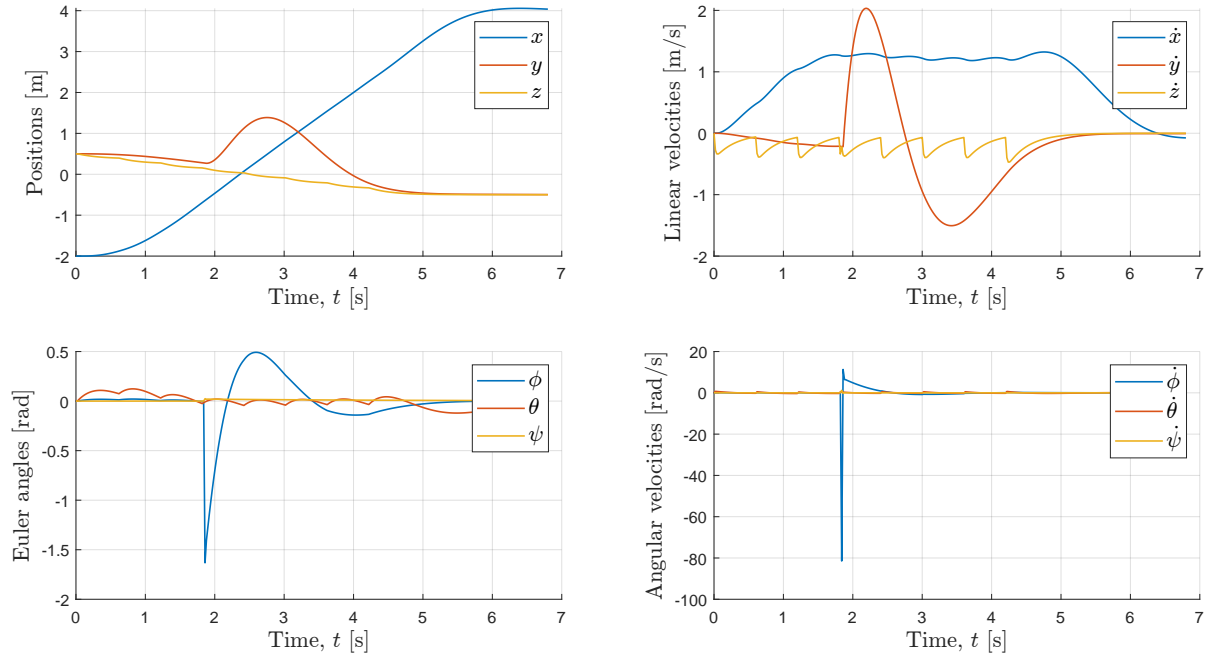 Positions [m]
4
3
2
1
0
-1
-2
0 1 2 3 4 5 6 7
Time, t [s]
x
y
z
Linear velocities [m/s]
2
1
0
-1
-2
0 1 2 3 4 5 6 7
Time, t [s]
ẋ
ẏ
ż
Euler angles [rad]
0.5
0
-0.5
-1
-1.5
-2
0 1 2 3 4 5 6 7
Time, t [s]
ϕ
θ
ψ
Angular velocities [rad/s]
20
0
-20
-40
-60
-80
-100
0 1 2 3 4 5 6 7
Time, t [s]
ϕ̇
θ̇
ψ̇